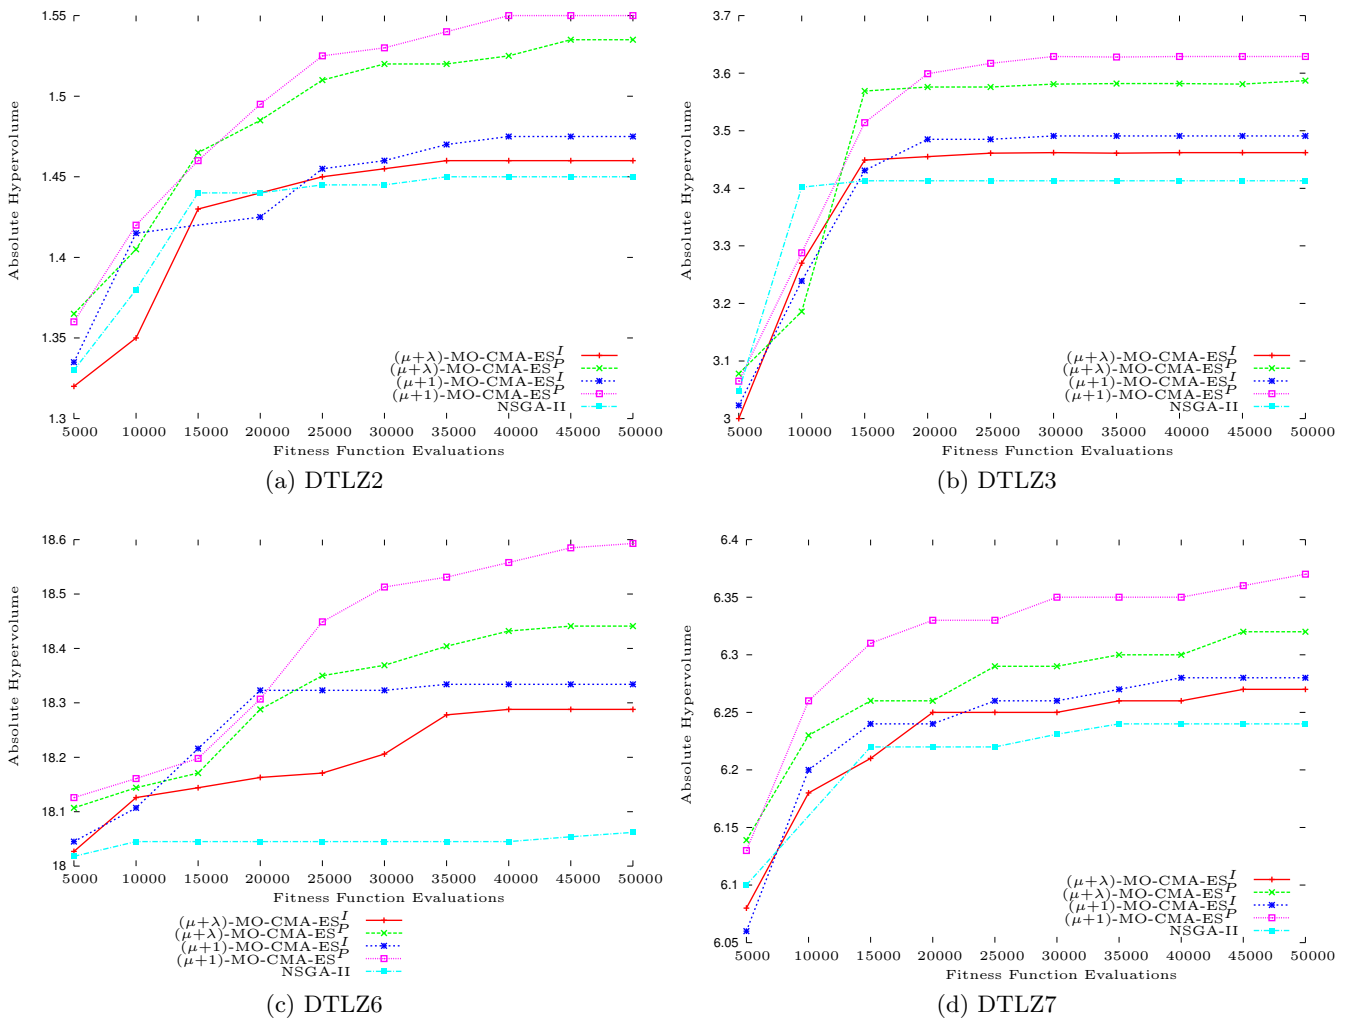 1.55
1.5
1.45
1.4
1.35
1.3
Absolute Hypervolume
5000 10000 15000 20000 25000 30000 35000 40000 45000 50000
Fitness Function Evaluations
(μ+λ)-MO-CMA-ES^I
(μ+λ)-MO-CMA-ES^P
(μ+1)-MO-CMA-ES^I
(μ+1)-MO-CMA-ES^P
NSGA-II
(a) DTLZ2
3.7
3.6
3.5
3.4
3.3
3.2
3.1
3
Absolute Hypervolume
5000 10000 15000 20000 25000 30000 35000 40000 45000 50000
Fitness Function Evaluations
(μ+λ)-MO-CMA-ES^I
(μ+λ)-MO-CMA-ES^P
(μ+1)-MO-CMA-ES^I
(μ+1)-MO-CMA-ES^P
NSGA-II
(b) DTLZ3
18.6
18.5
18.4
18.3
18.2
18.1
18
Absolute Hypervolume
5000 10000 15000 20000 25000 30000 35000 40000 45000 50000
Fitness Function Evaluations
(μ+λ)-MO-CMA-ES^I
(μ+λ)-MO-CMA-ES^P
(μ+1)-MO-CMA-ES^I
(μ+1)-MO-CMA-ES^P
NSGA-II
(c) DTLZ6
6.4
6.35
6.3
6.25
6.2
6.15
6.1
6.05
Absolute Hypervolume
5000 10000 15000 20000 25000 30000 35000 40000 45000 50000
Fitness Function Evaluations
(μ+λ)-MO-CMA-ES^I
(μ+λ)-MO-CMA-ES^P
(μ+1)-MO-CMA-ES^I
(μ+1)-MO-CMA-ES^P
NSGA-II
(d) DTLZ7